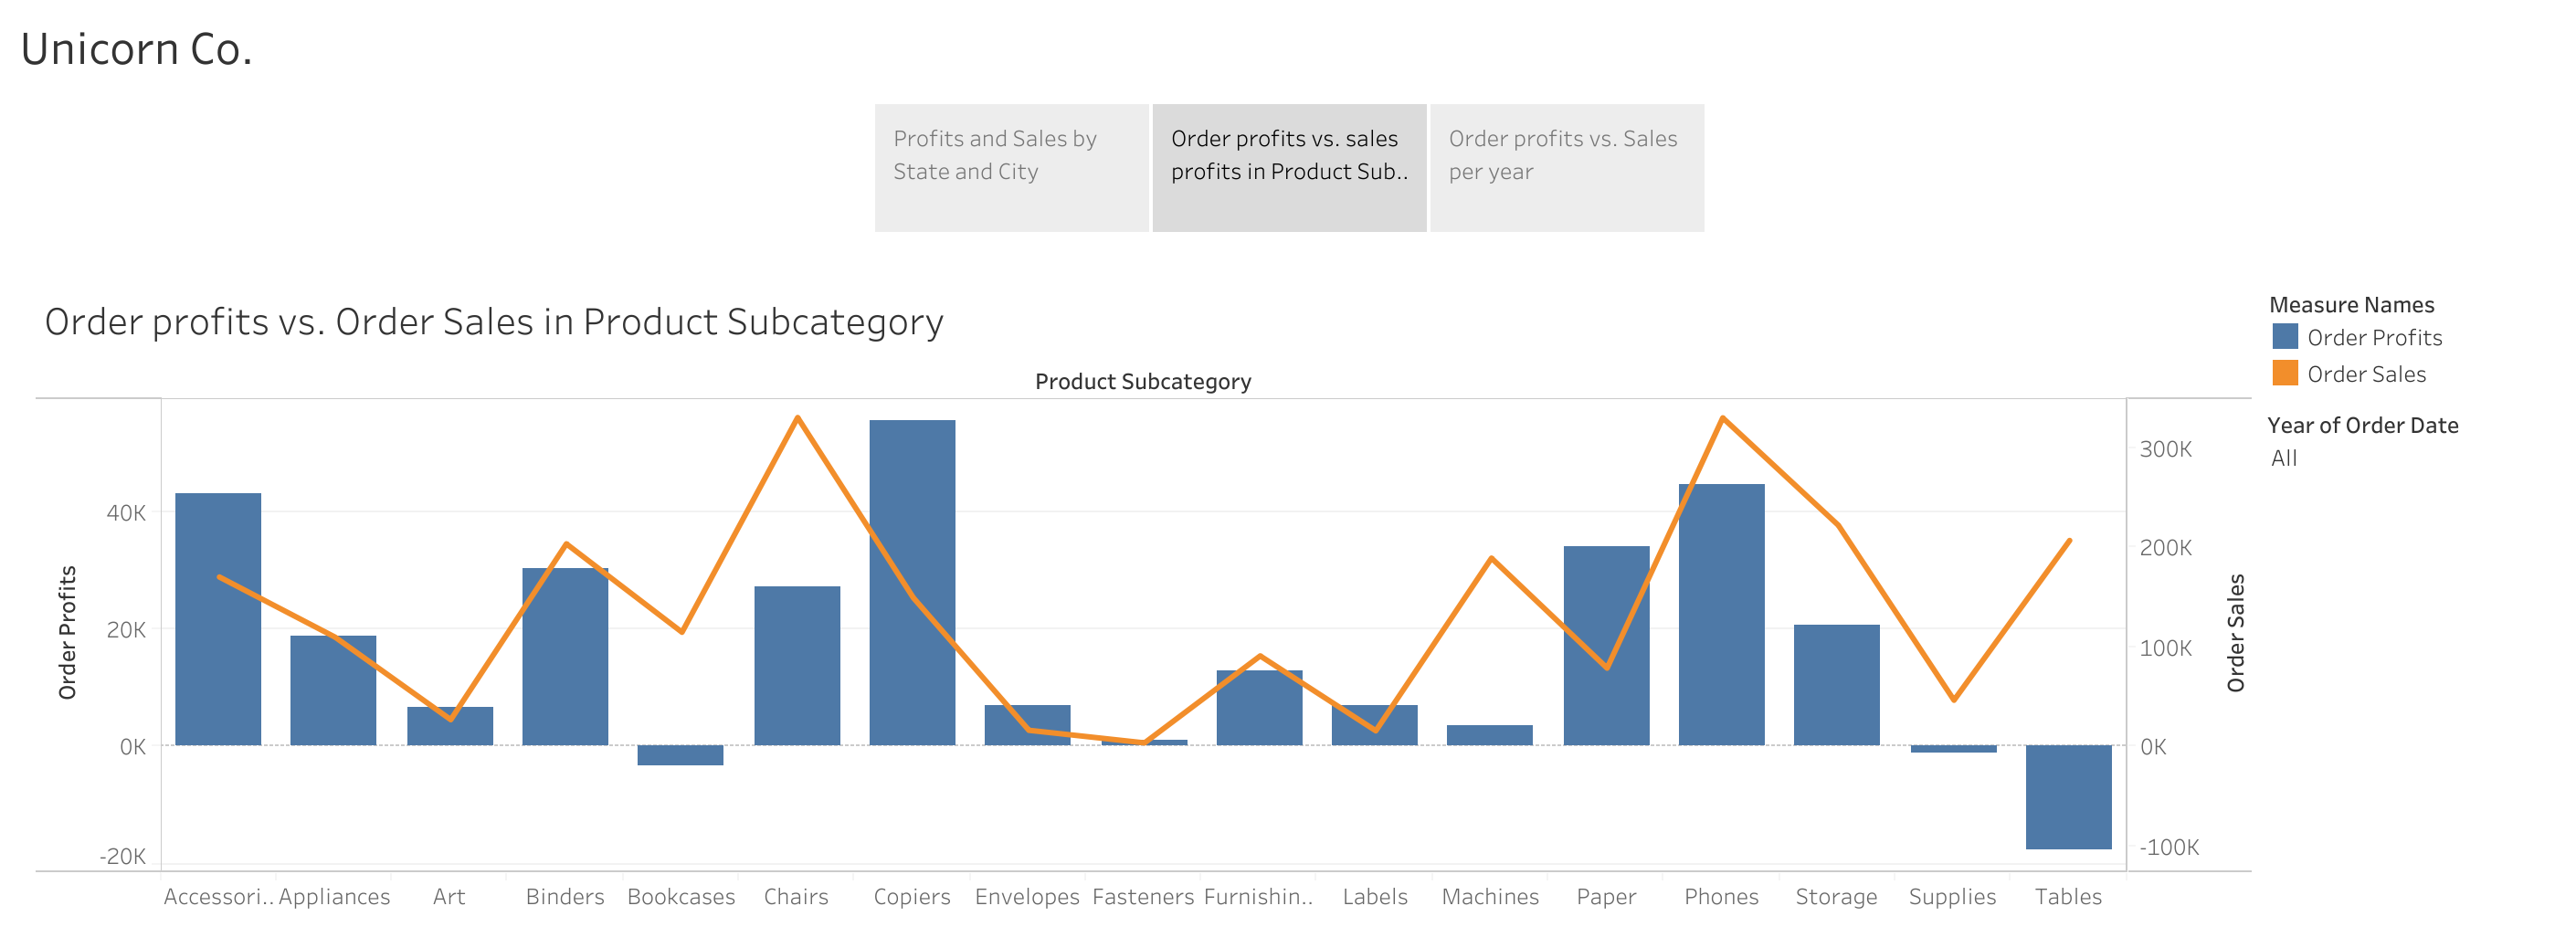 Unicorn Co.
Profits and Sales by
State and City
Order profits vs. sales
profits in Product Sub..
Order profits vs. Sales
per year
Order profits vs. Order Sales in Product Subcategory
Measure Names
Order Profits
Order Sales
Year of Order Date
All
Product Subcategory
Order Profits
40K
20K
0K
-20K
300K
200K
100K
0K
-100K
Order Sales
Accessori.. Appliances Art Binders Bookcases Chairs Copiers Envelopes Fasteners Furnishin.. Labels Machines Paper Phones Storage Supplies Tables